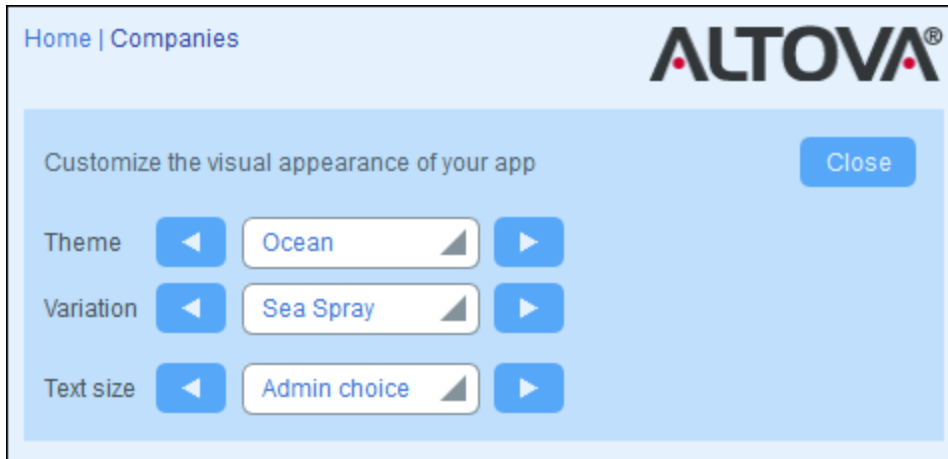 Home | Companies
ALTOVA®
Customize the visual appearance of your app
Close
Theme
Ocean
Variation
Sea Spray
Text size
Admin choice